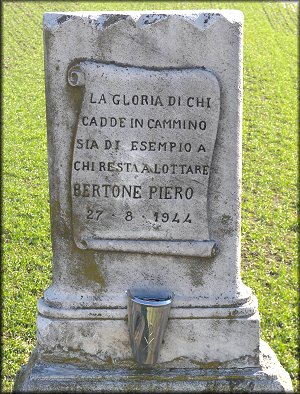 LA GLORIA DI CHI
CADDE IN CAMMINO
SIA DI ESEMPIO A
CHI RESTA A LOTTARE
BERTONE PIERO
27 - 8 - 1944